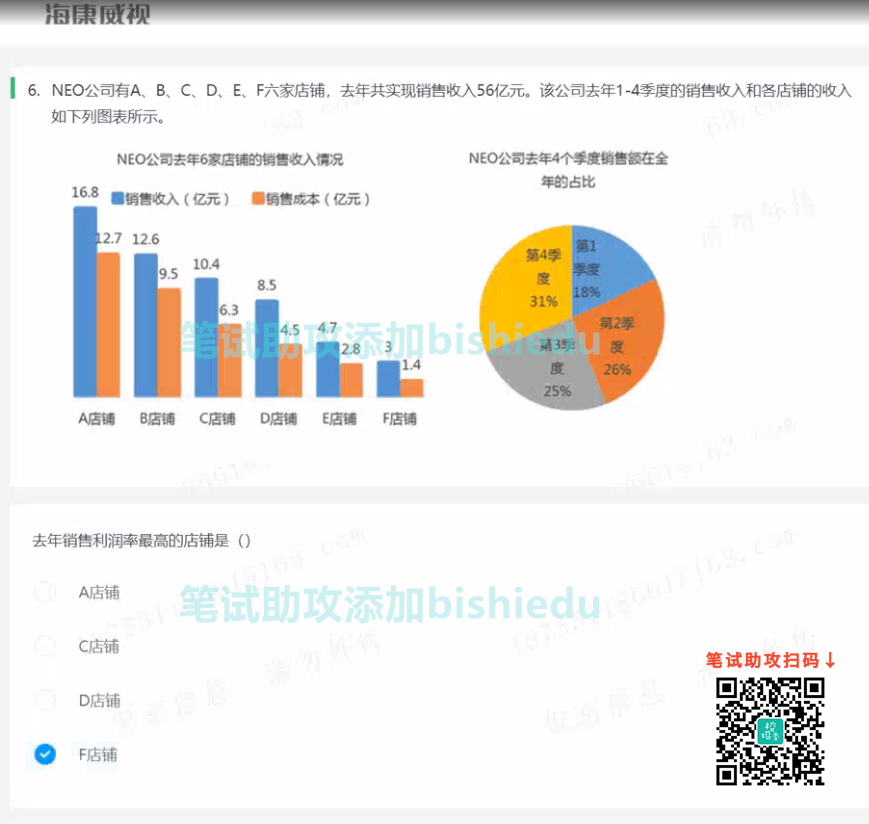 海康威视
6. NEO公司有A、B、C、D、E、F六家店铺，去年共实现销售收入56亿元。该公司去年1-4季度的销售收入和各店铺的收入
如下列图表所示。
NEO公司去年6家店铺的销售收入情况
销售收入（亿元） 销售成本（亿元）
16.8
12.7
12.6
9.5
10.4
6.3
8.5
4.5
4.7
2.8
3
1.4
A店铺 B店铺 C店铺 D店铺 E店铺 F店铺
NEO公司去年4个季度销售额在全
年的占比
第1
季度
18%
第2季
度
26%
第3季
度
25%
第4季
度
31%
笔试助攻添加bishiedu
去年销售利润率最高的店铺是（）
A店铺
笔试助攻添加bishiedu
C店铺
D店铺
F店铺
笔试助攻扫码↓